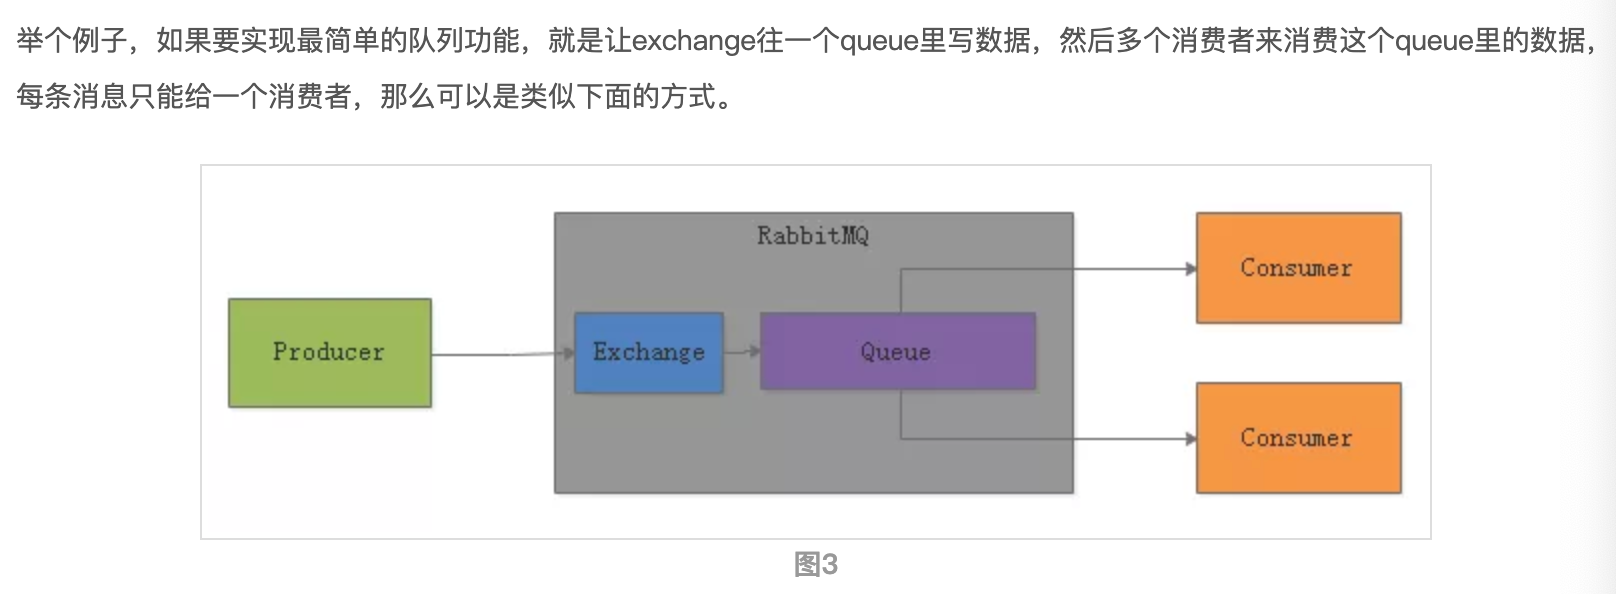 举个例子，如果要实现最简单的队列功能，就是让exchange往一个queue里写数据，然后多个消费者来消费这个queue里的数据，
每条消息只能给一个消费者，那么可以是类似下面的方式。
RabbitMQ
Consumer
Producer
Exchange
Queue
Consumer
图3